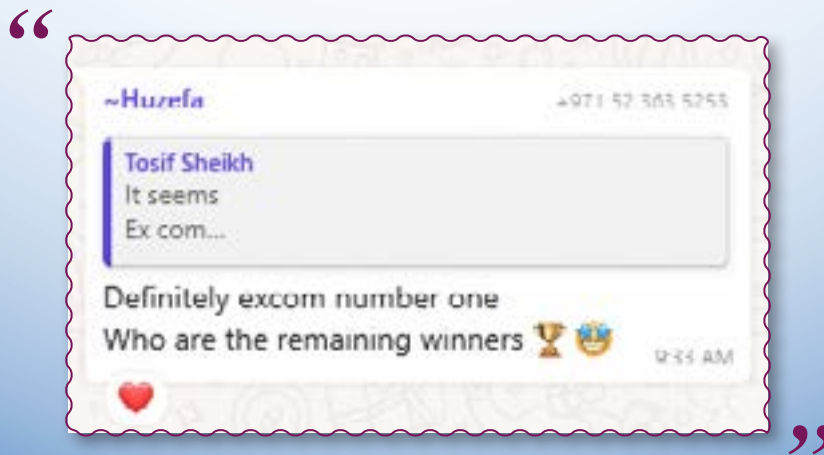 “
~Huzefa +971 52 363 5255
Tosif Sheikh
It seems
Ex com...
Definitely excom number one
Who are the remaining winners 🏆 🤩
9:33 AM
❤️
”